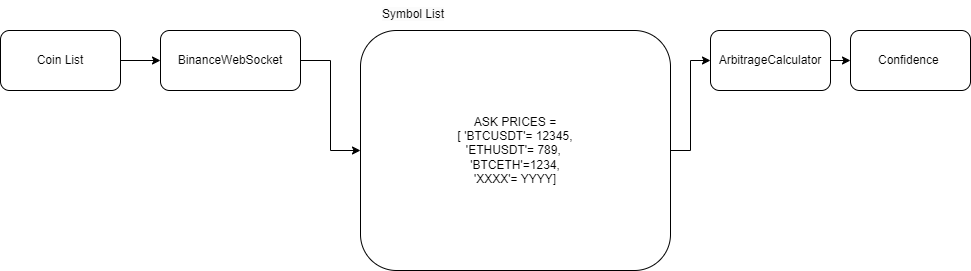 Symbol List
Coin List
BinanceWebSocket
ASK PRICES =
[ 'BTCUSDT'= 12345,
'ETHUSDT'= 789,
'BTCETH'=1234,
'XXXX'= YYYY]
ArbitrageCalculator
Confidence